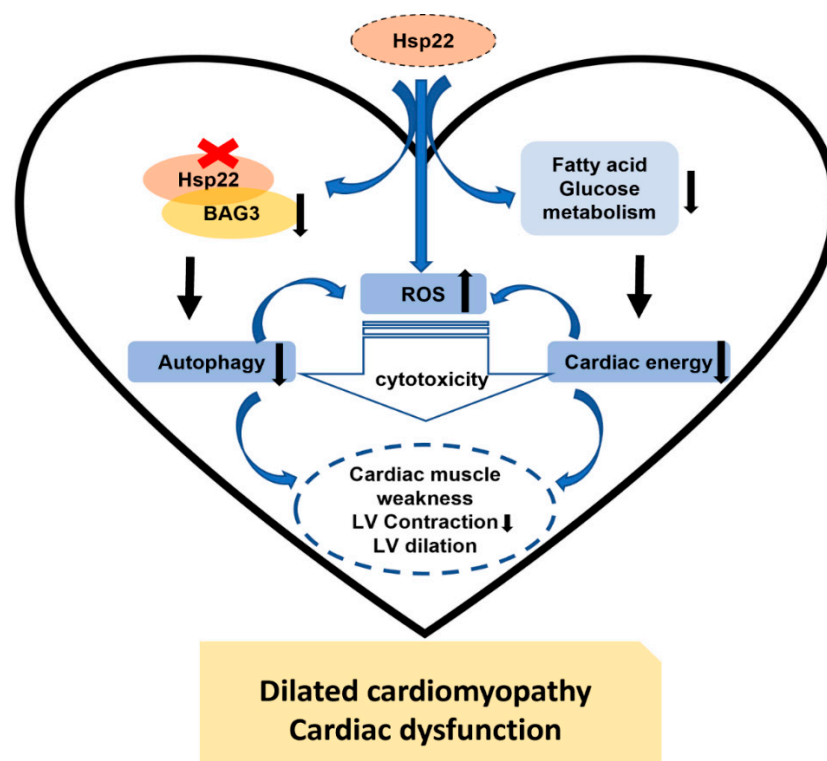 Hsp22
Hsp22
BAG3
Fatty acid
Glucose
metabolism
ROS
Autophagy
Cardiac energy
cytotoxicity
Cardiac muscle
weakness
LV Contraction
LV dilation
Dilated cardiomyopathy
Cardiac dysfunction